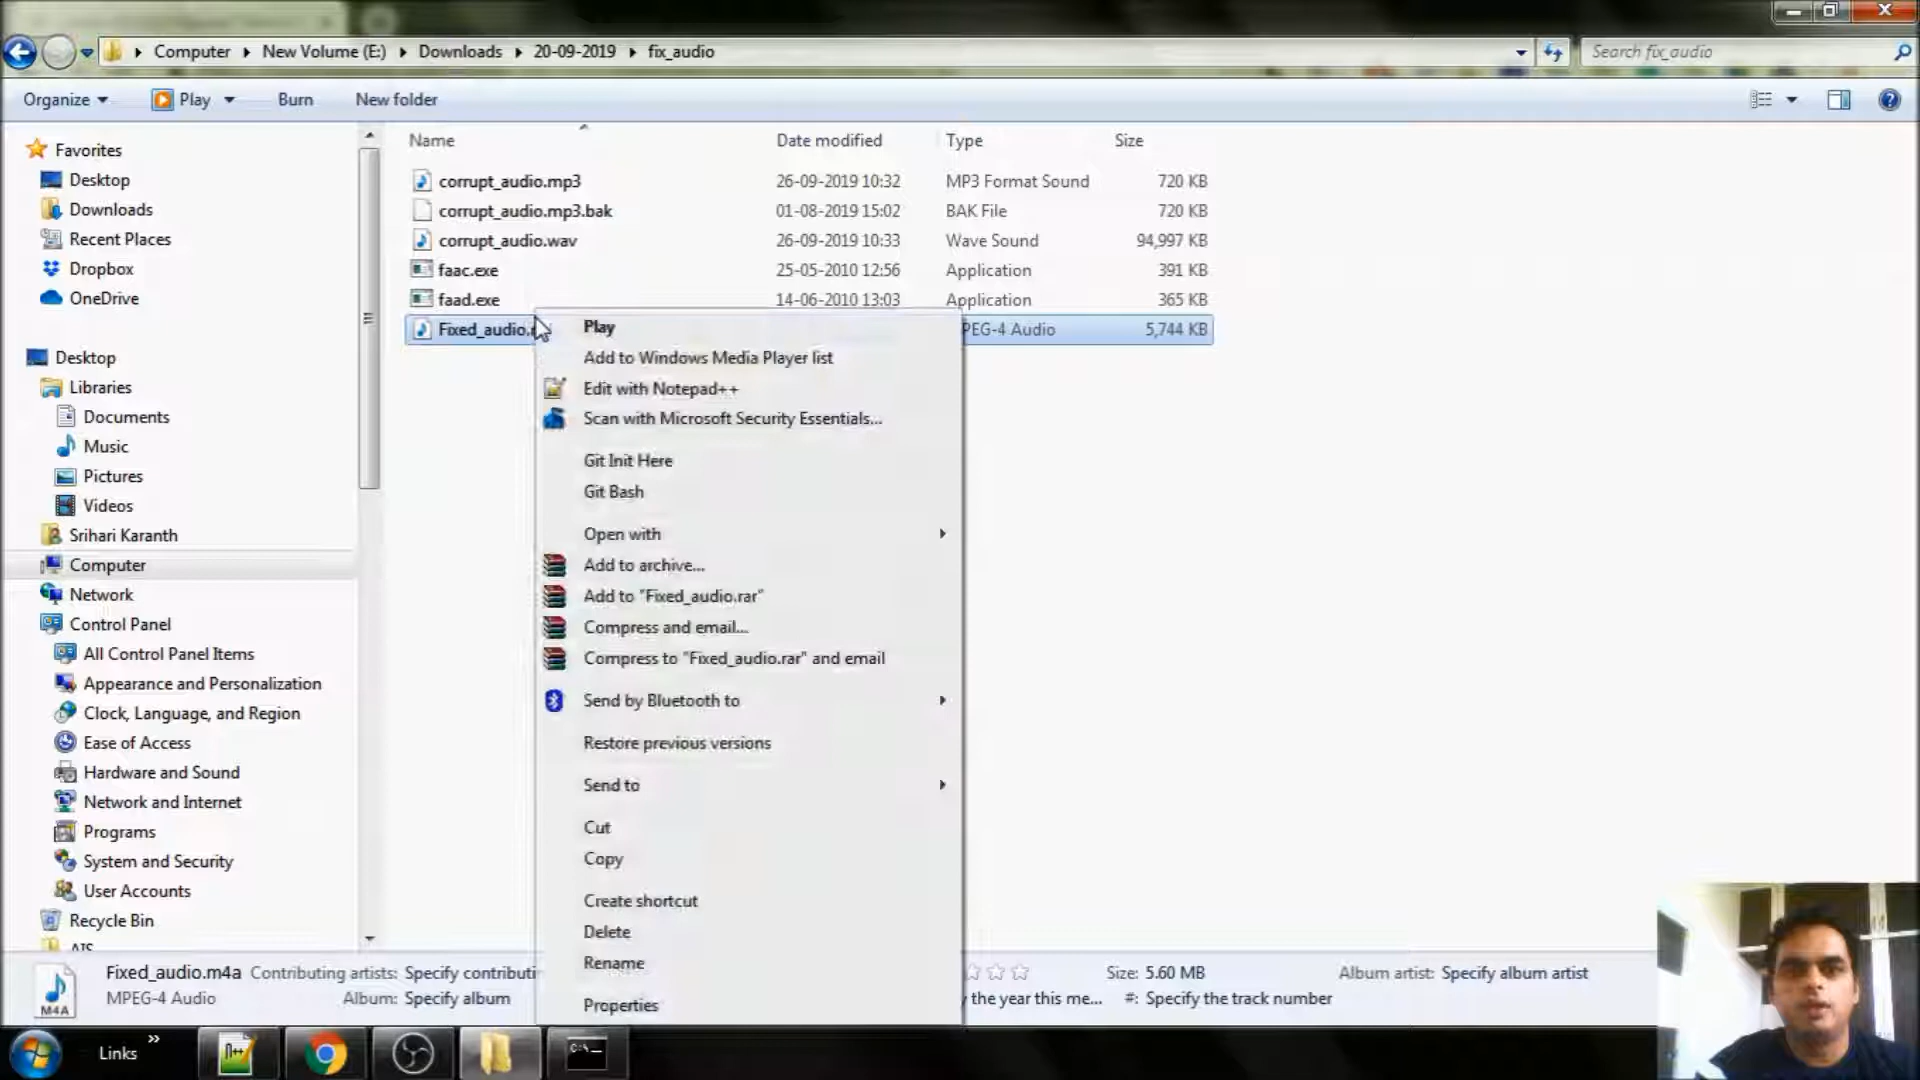 Computer New Volume (E:) Downloads 20-09-2019 fix_audio
Search fix_audio
Organize Play Burn New folder
Name Date modified Type Size
corrupt_audio.mp3 26-09-2019 10:32 MP3 Format Sound 720 KB
corrupt_audio.mp3.bak 01-08-2019 15:02 BAK File 720 KB
corrupt_audio.wav 26-09-2019 10:33 Wave Sound 94,997 KB
faac.exe 25-05-2010 12:56 Application 391 KB
faad.exe 14-06-2010 13:03 Application 365 KB
Fixed_audio. PEG-4 Audio 5,744 KB
Favorites
Desktop
Downloads
Recent Places
Dropbox
OneDrive
Desktop
Libraries
Documents
Music
Pictures
Videos
Srihari Karanth
Computer
Network
Control Panel
All Control Panel Items
Appearance and Personalization
Clock, Language, and Region
Ease of Access
Hardware and Sound
Network and Internet
Programs
System and Security
User Accounts
Recycle Bin
AIS
Play
Add to Windows Media Player list
Edit with Notepad++
Scan with Microsoft Security Essentials...
Git Init Here
Git Bash
Open with
Add to archive...
Add to "Fixed_audio.rar"
Compress and email...
Compress to "Fixed_audio.rar" and email
Send by Bluetooth to
Restore previous versions
Send to
Cut
Copy
Create shortcut
Delete
Rename
Properties
Fixed_audio.m4a Contributing artists: Specify contributi Size: 5.60 MB Album artist: Specify album artist
MPEG-4 Audio Album: Specify album the year this me... #: Specify the track number
M4A
Links »
n++
C:\.